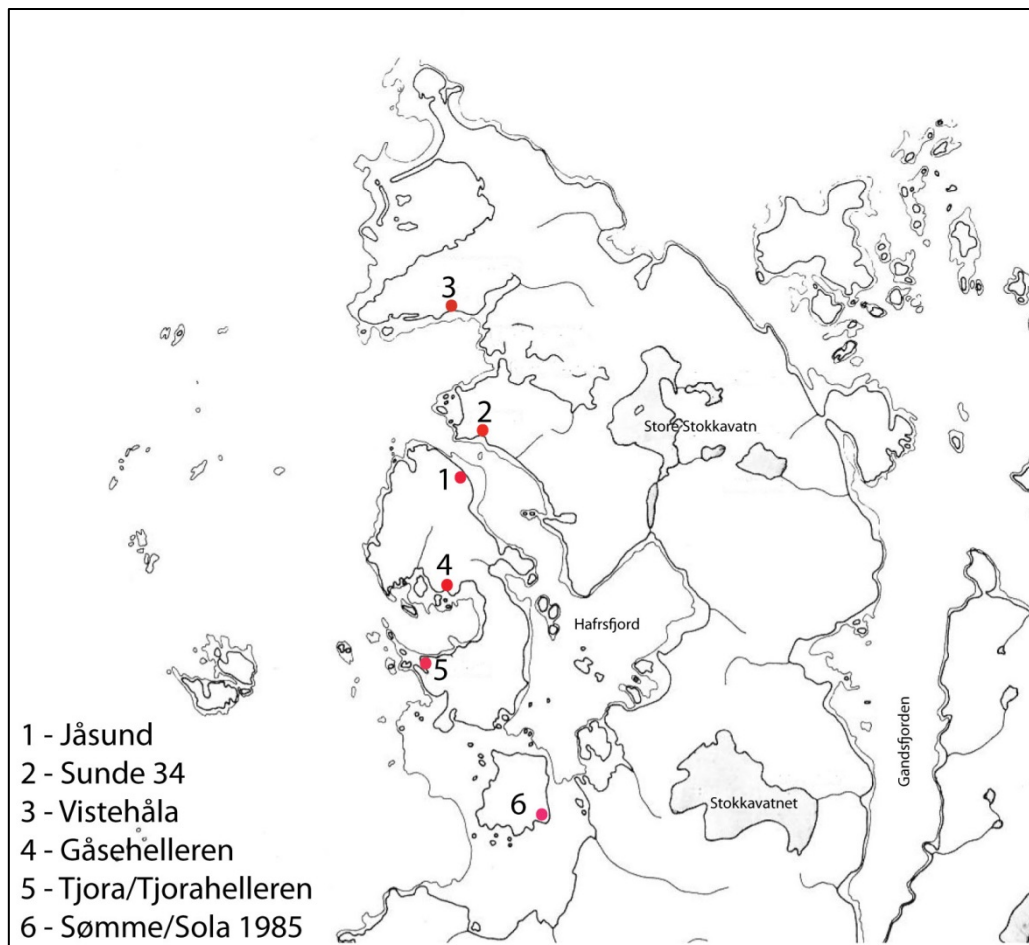 3
2
Store Stokkavatn
1
4
Hafrsfjord
5
Gandsfjorden
6
Stokkavatnet
1 - Jåsund
2 - Sunde 34
3 - Vistehåla
4 - Gåsehelleren
5 - Tjora/Tjorahelleren
6 - Sømme/Sola 1985